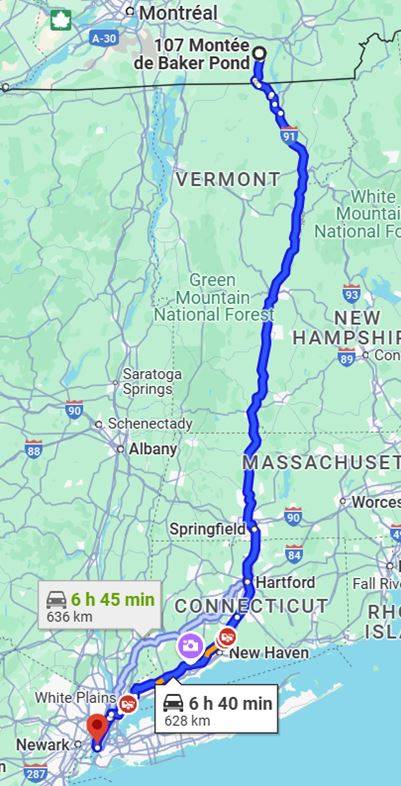 Montréal
A-30
107 Montée
de Baker Pond
91
VERMONT
White
Mountai
National Fo
Green
Mountain
National Forest
93
NEW
HAMPSHIR
89
Con
Saratoga
Springs
90
Schenectady
88
Albany
MASSACHUSET
Worces
Springfield
90
84
Hartford
Fall Riv
6 h 45 min
636 km
CONNECTICUT
RHO
ISLA
New Haven
White Plains
6 h 40 min
628 km
Newark
287